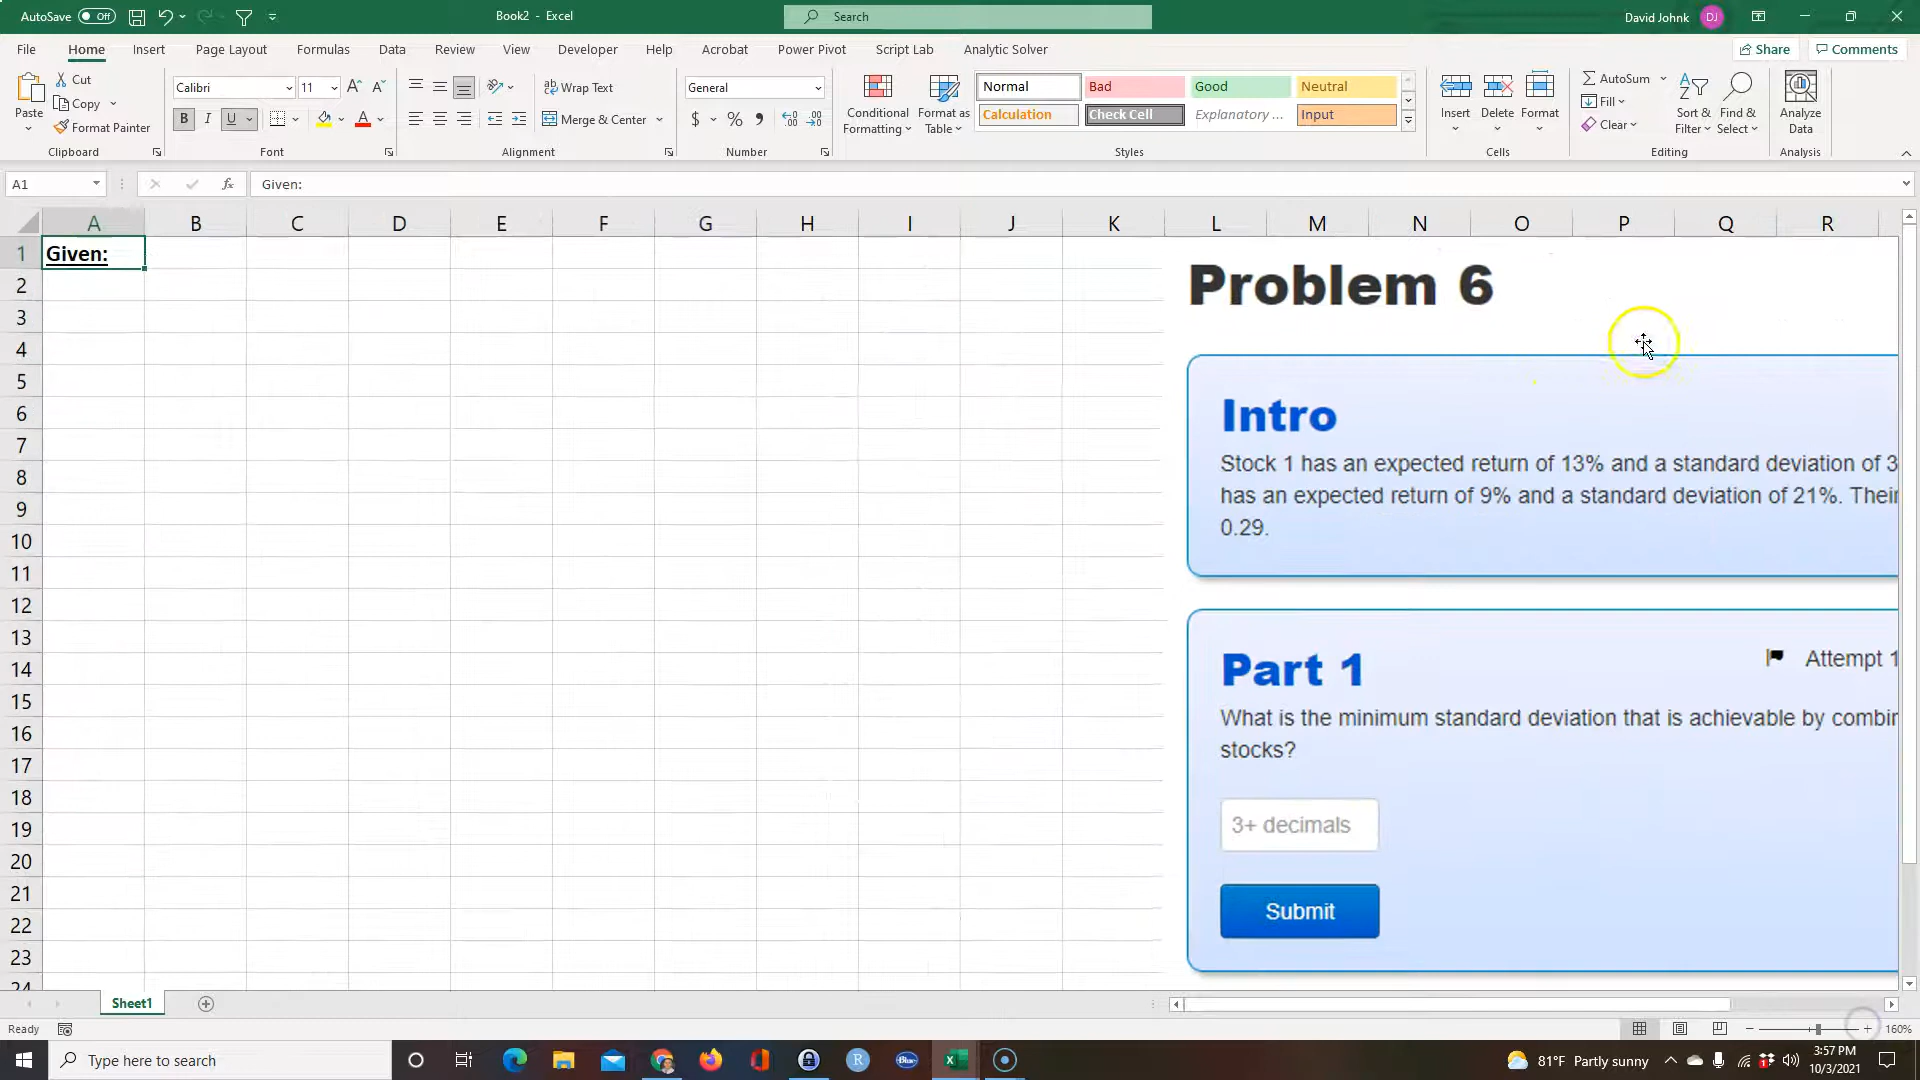 AutoSave Off Book2 - Excel Search David Johnk DJ
File Home Insert Page Layout Formulas Data Review View Developer Help Acrobat Power Pivot Script Lab Analytic Solver Share Comments
Paste Cut Copy Format Painter Clipboard
Calibri 11 B I U A Font
Wrap Text Merge & Center Alignment
General $ % Number
Conditional Formatting Format as Table
Normal Bad Good Neutral
Calculation Check Cell Explanatory ... Input
Styles
Insert Delete Format Cells
AutoSum Fill Clear Sort & Filter Find & Select Editing
Analyze Data Analysis
A1 fx Given:
A B C D E F G H I J K L M N O P Q R
1 Given:
2
3
4
5
6
7
8
9
10
11
12
13
14
15
16
17
18
19
20
21
22
23
24
Problem 6
Intro
Stock 1 has an expected return of 13% and a standard deviation of 3
has an expected return of 9% and a standard deviation of 21%. Their
0.29.
Part 1
Attempt 1
What is the minimum standard deviation that is achievable by combin
stocks?
3+ decimals
Submit
Sheet1
Ready 160%
Type here to search 81°F Partly sunny 3:57 PM
10/3/2021